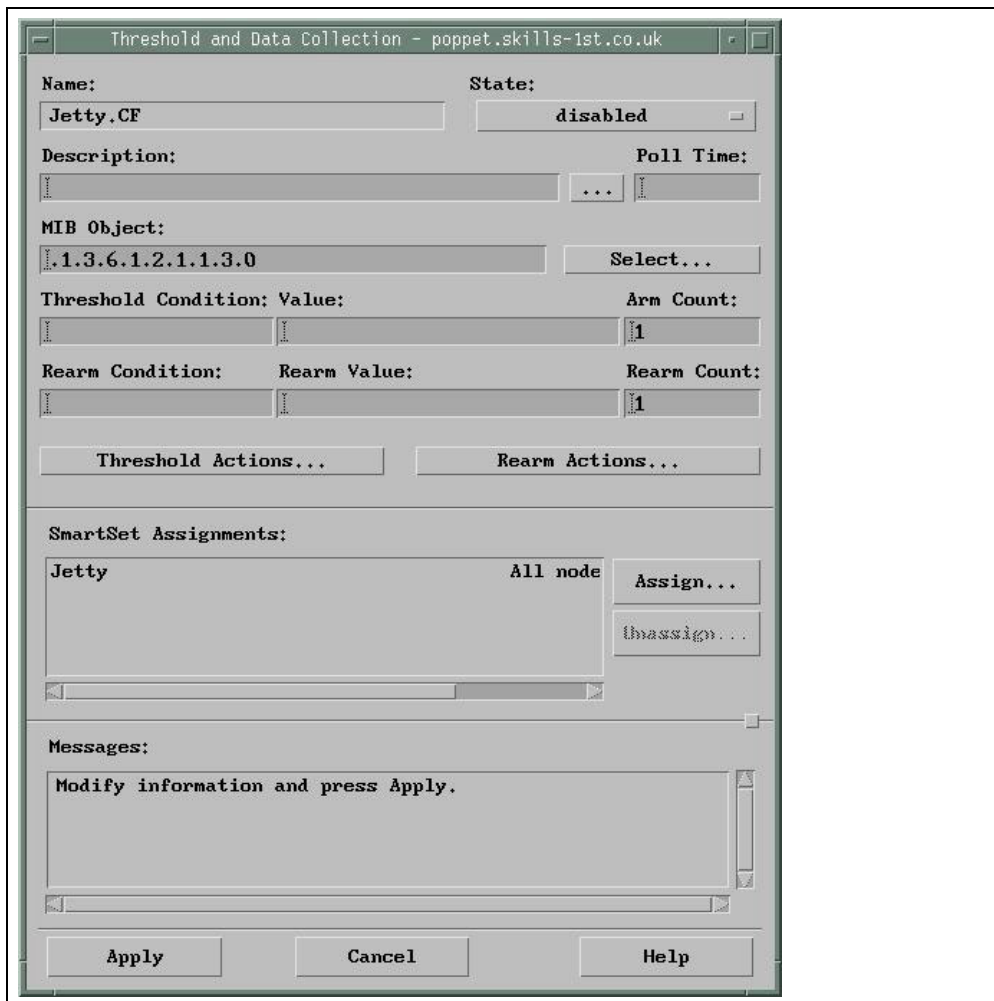 Threshold and Data Collection - poppet.skills-1st.co.uk
Name: State:
Jetty.CF disabled
Description: Poll Time:
...
MIB Object:
.1.3.6.1.2.1.1.3.0 Select...
Threshold Condition: Value: Arm Count:
1
Rearm Condition: Rearm Value: Rearm Count:
1
Threshold Actions... Rearm Actions...
SmartSet Assignments:
Jetty All node
Assign...
Unassign...
Messages:
Modify information and press Apply.
Apply Cancel Help